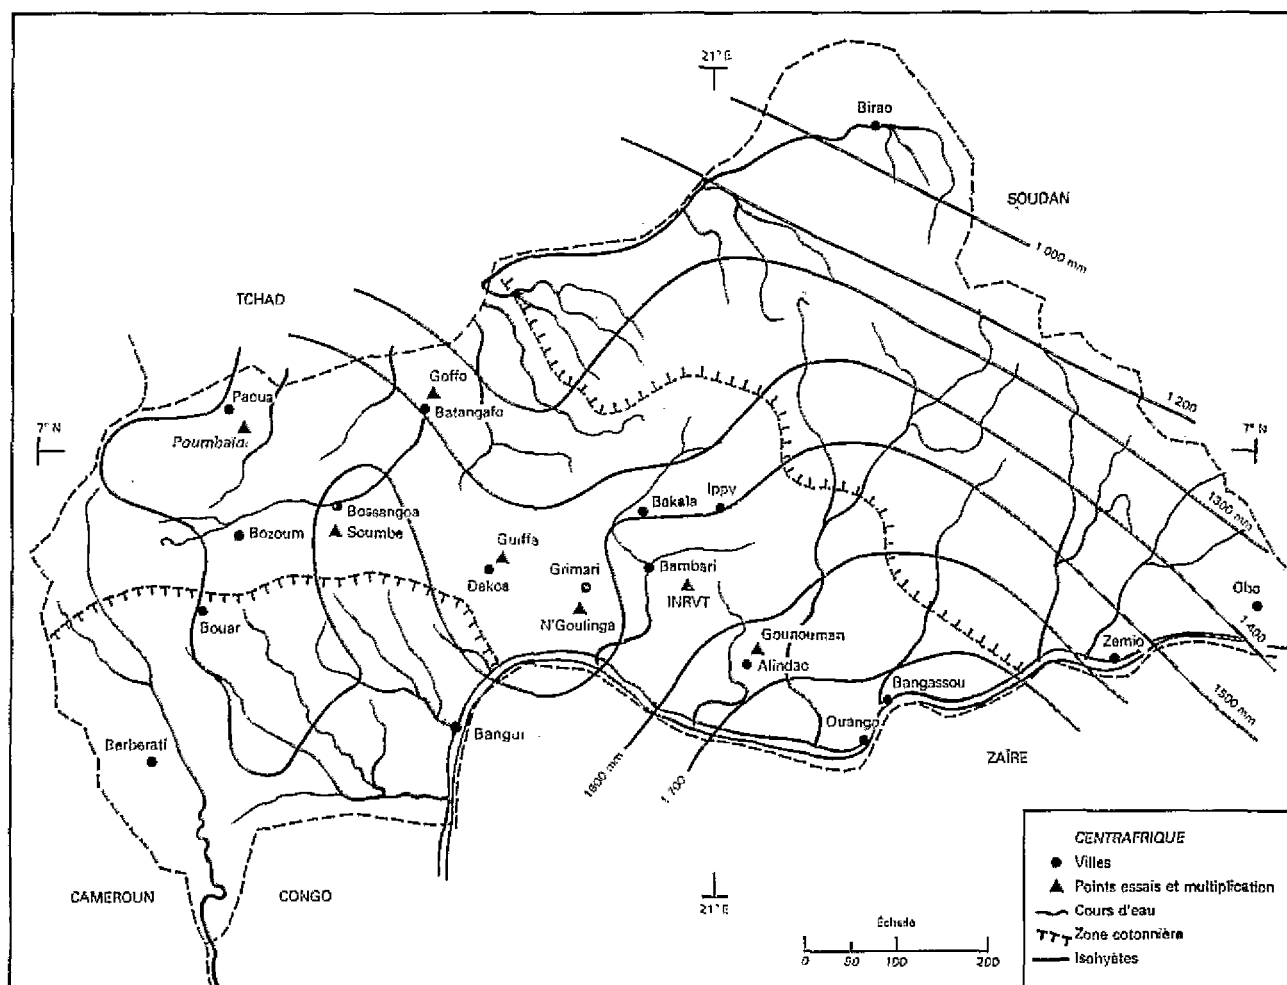 21° E
Birao
SOUDAN
1 000 mm
TCHAD
Goffo
Paoua
Batangafo
1 200
7° N
Poumbaïdi
7° N
Ippy
Bakala
1300 mm
Bossangoa
Soumbe
Bozoum
Guiffa
Grimari
Bambari
Dekoa
INRVT
Obo
N'Goulinga
Bouar
Gounouman
1 400
Zemio
Alindao
Bangassou
1500 mm
Ouango
Bangui
Berberati
ZAÏRE
1600 mm
1 700
CENTRAFRIQUE
Villes
CAMEROUN
CONGO
Points essais et multiplication
21° E
Cours d'eau
Échelle
Zone cotonnière
0 50 100 200
Isohyètes